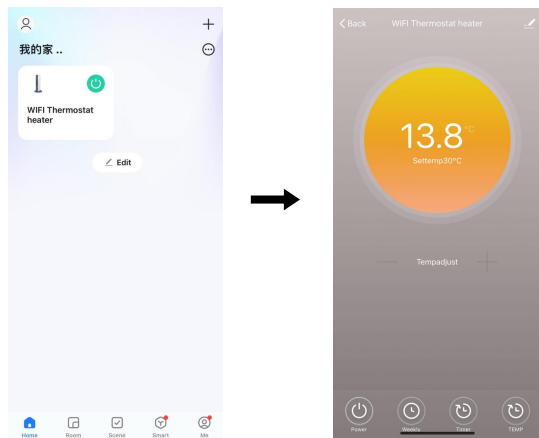 我的家 ..
WIFI Thermostat
heater
Edit
Home
Room
Scene
Smart
Me
Back
WIFI Thermostat heater
13.8 °C
Settemp30°C
Tempadjust
Power
Weekly
Timer
TEMP